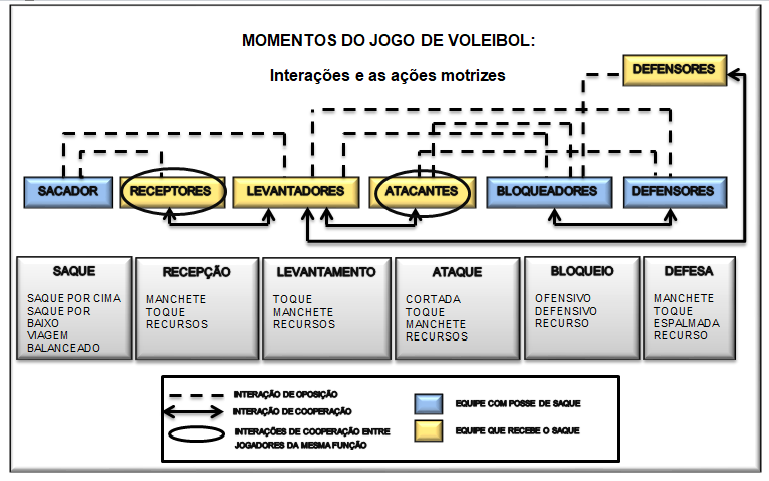 MOMENTOS DO JOGO DE VOLEIBOL:
Interações e as ações motrizes
DEFENSORES
SACADOR
RECEPTORES
LEVANTADORES
ATACANTES
BLOQUEADORES
DEFENSORES
SAQUE
SAQUE POR CIMA
SAQUE POR
BAIXO
VIAGEM
BALANCEADO
RECEPÇÃO
MANCHETE
TOQUE
RECURSOS
LEVANTAMENTO
TOQUE
MANCHETE
RECURSOS
ATAQUE
CORTADA
TOQUE
MANCHETE
RECURSOS
BLOQUEIO
OFENSIVO
DEFENSIVO
RECURSO
DEFESA
MANCHETE
TOQUE
ESPALMADA
RECURSO
INTERAÇÃO DE OPOSIÇÃO
INTERAÇÃO DE COOPERAÇÃO
INTERAÇÕES DE COOPERAÇÃO ENTRE
JOGADORES DA MESMA FUNÇÃO
EQUIPE COM POSSE DE SAQUE
EQUIPE QUE RECEBE O SAQUE